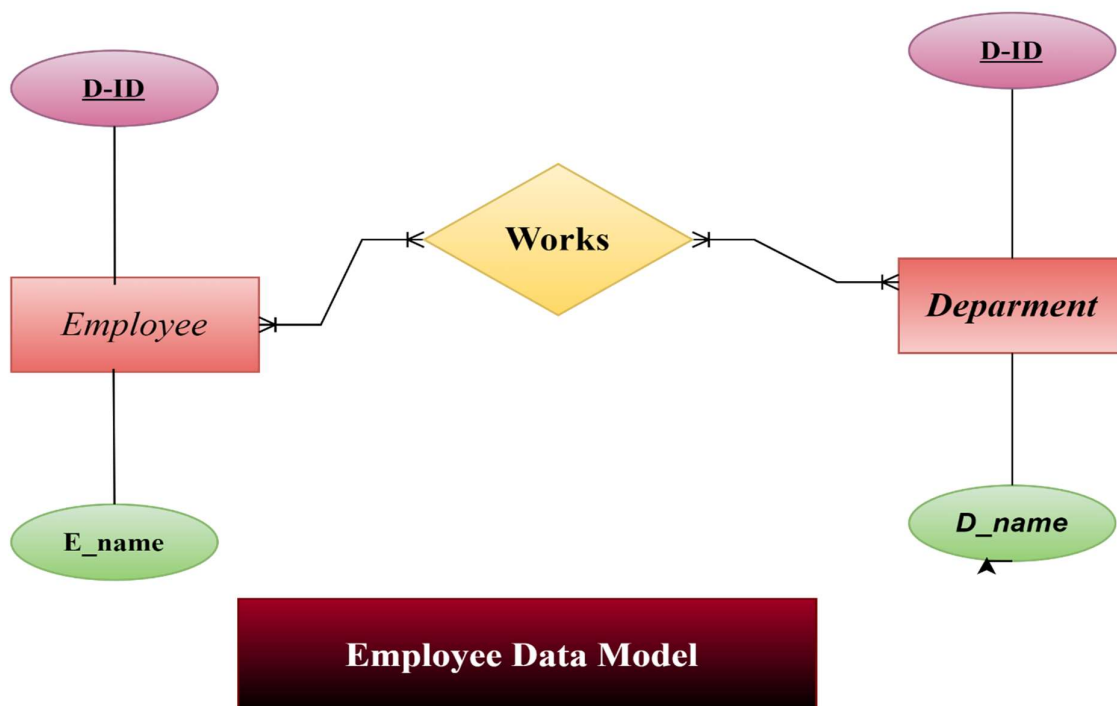 D-ID
D-ID
Works
Employee
Deparment
E_name
D_name
Employee Data Model